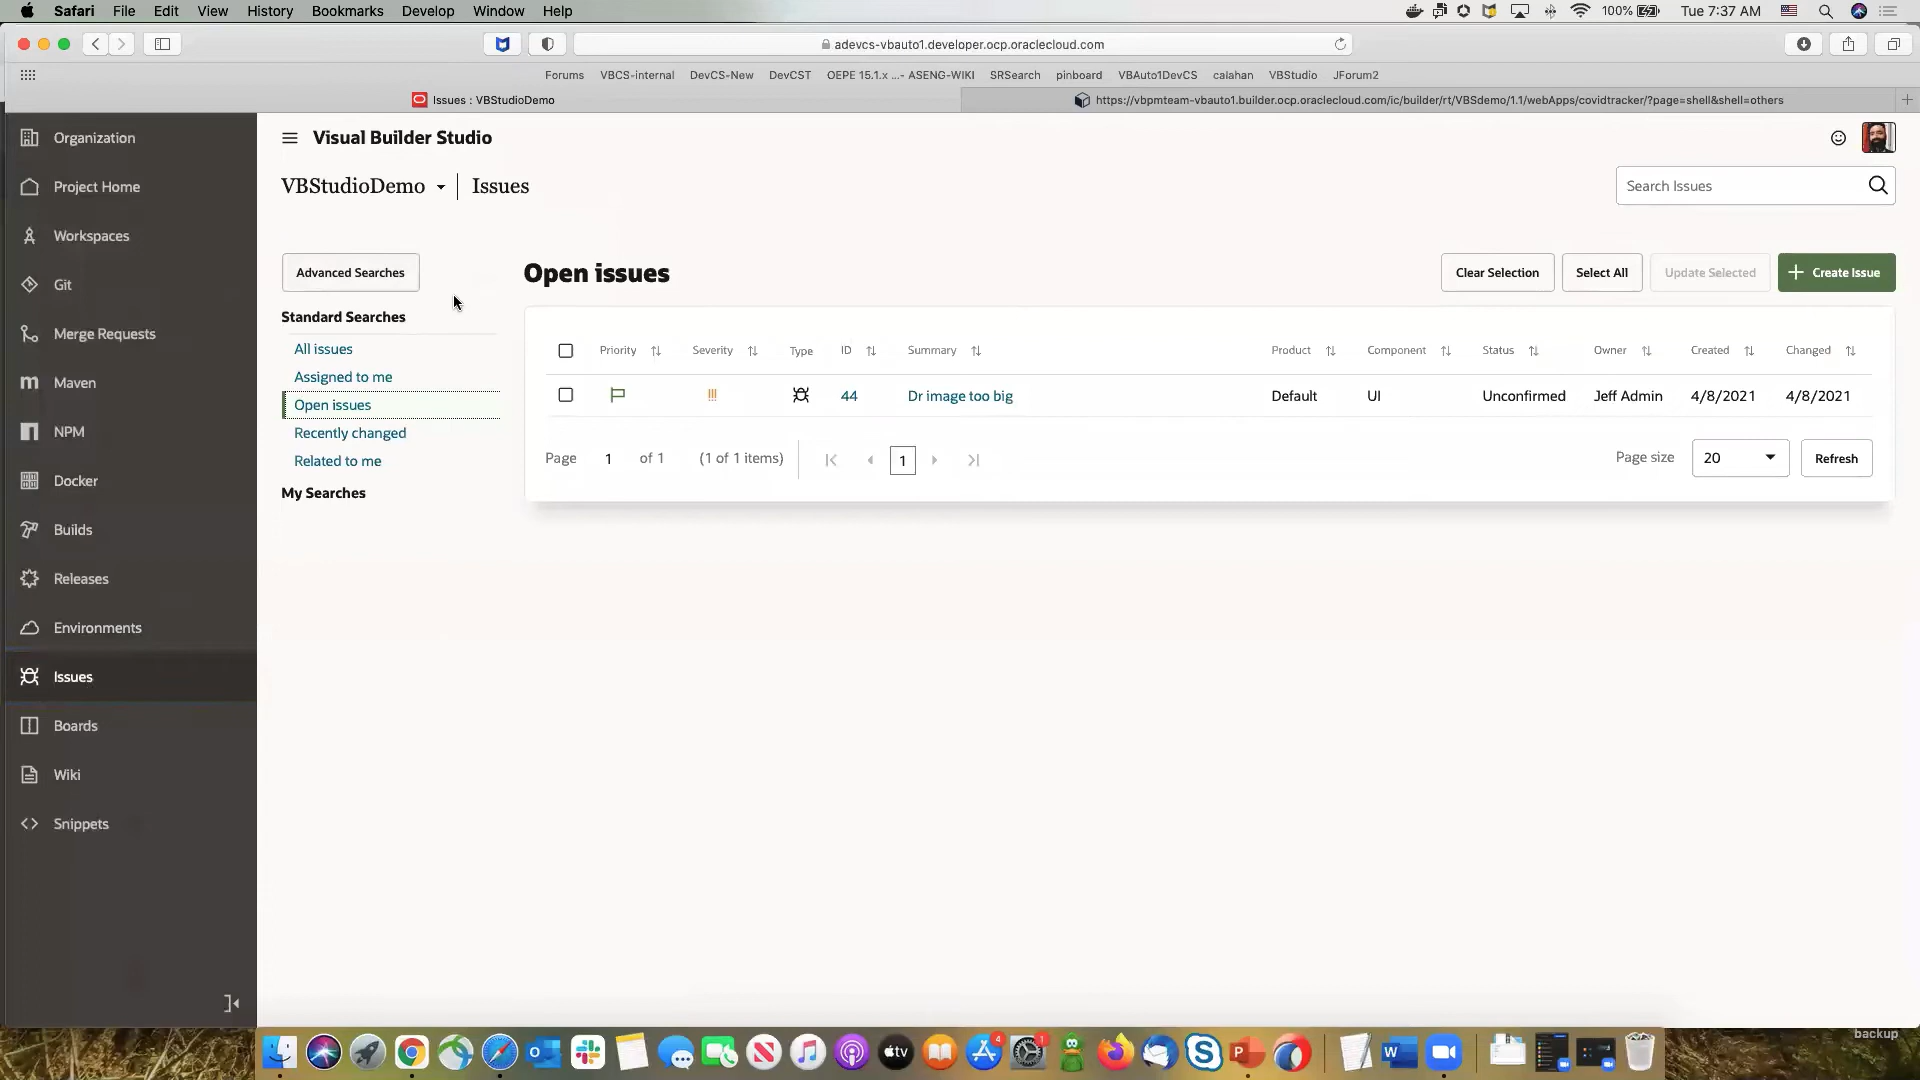 Safari File Edit View History Bookmarks Develop Window Help 100% Tue 7:37 AM
adevcs-vbauto1.developer.ocp.oraclecloud.com
Forums VBCS-internal DevCS-New DevCST OEPE 15.1.x ...- ASENG-WIKI SRSearch pinboard VBAuto1DevCS calahan VBStudio JForum2
Issues : VBStudioDemo https://vbpmteam-vbauto1.builder.ocp.oraclecloud.com/ic/builder/rt/VBSdemo/1.1/webApps/covidtracker/?page=shell&shell=others
Organization
Project Home
Workspaces
Git
Merge Requests
Maven
NPM
Docker
Builds
Releases
Environments
Issues
Boards
Wiki
Snippets
Visual Builder Studio
VBStudioDemo Issues
Search Issues
Advanced Searches
Standard Searches
All issues
Assigned to me
Open issues
Recently changed
Related to me
My Searches
Open issues
Clear Selection Select All Update Selected + Create Issue
Priority Severity Type ID Summary Product Component Status Owner Created Changed
!!! 44 Dr image too big Default UI Unconfirmed Jeff Admin 4/8/2021 4/8/2021
Page 1 of 1 (1 of 1 items) 1 Page size 20 Refresh
backup
tv 4 1 S P W